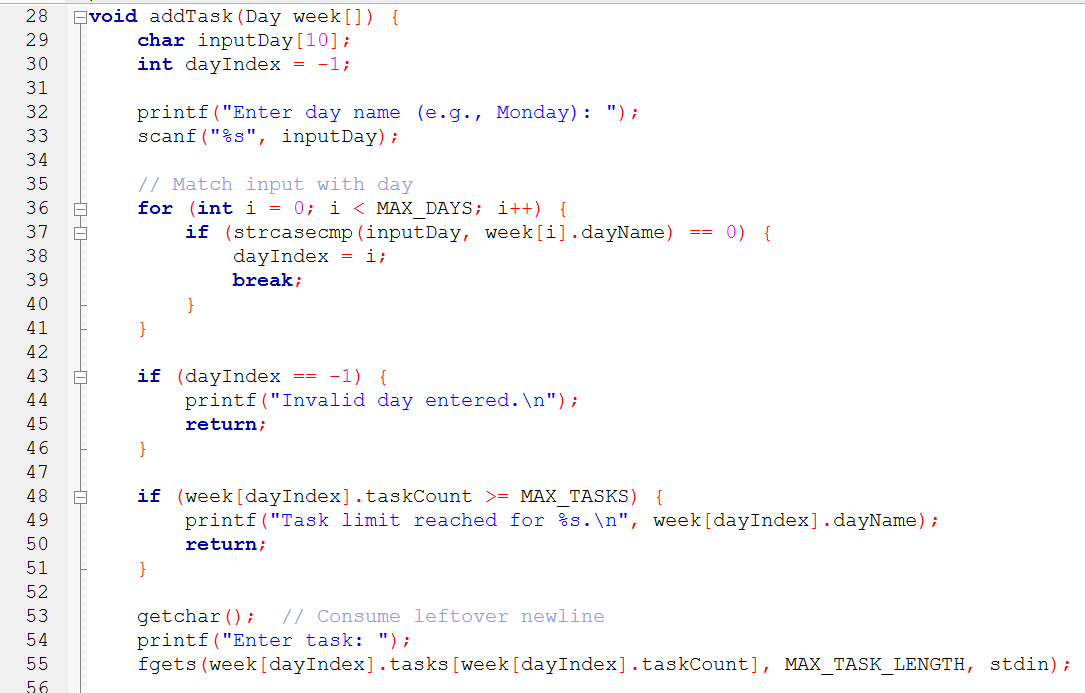 28 void addTask(Day week[]) {
29     char inputDay[10];
30     int dayIndex = -1;
31
32     printf("Enter day name (e.g., Monday): ");
33     scanf("%s", inputDay);
34
35     // Match input with day
36     for (int i = 0; i < MAX_DAYS; i++) {
37         if (strcasecmp(inputDay, week[i].dayName) == 0) {
38             dayIndex = i;
39             break;
40         }
41     }
42
43     if (dayIndex == -1) {
44         printf("Invalid day entered.\n");
45         return;
46     }
47
48     if (week[dayIndex].taskCount >= MAX_TASKS) {
49         printf("Task limit reached for %s.\n", week[dayIndex].dayName);
50         return;
51     }
52
53     getchar();  // Consume leftover newline
54     printf("Enter task: ");
55     fgets(week[dayIndex].tasks[week[dayIndex].taskCount], MAX_TASK_LENGTH, stdin);
56